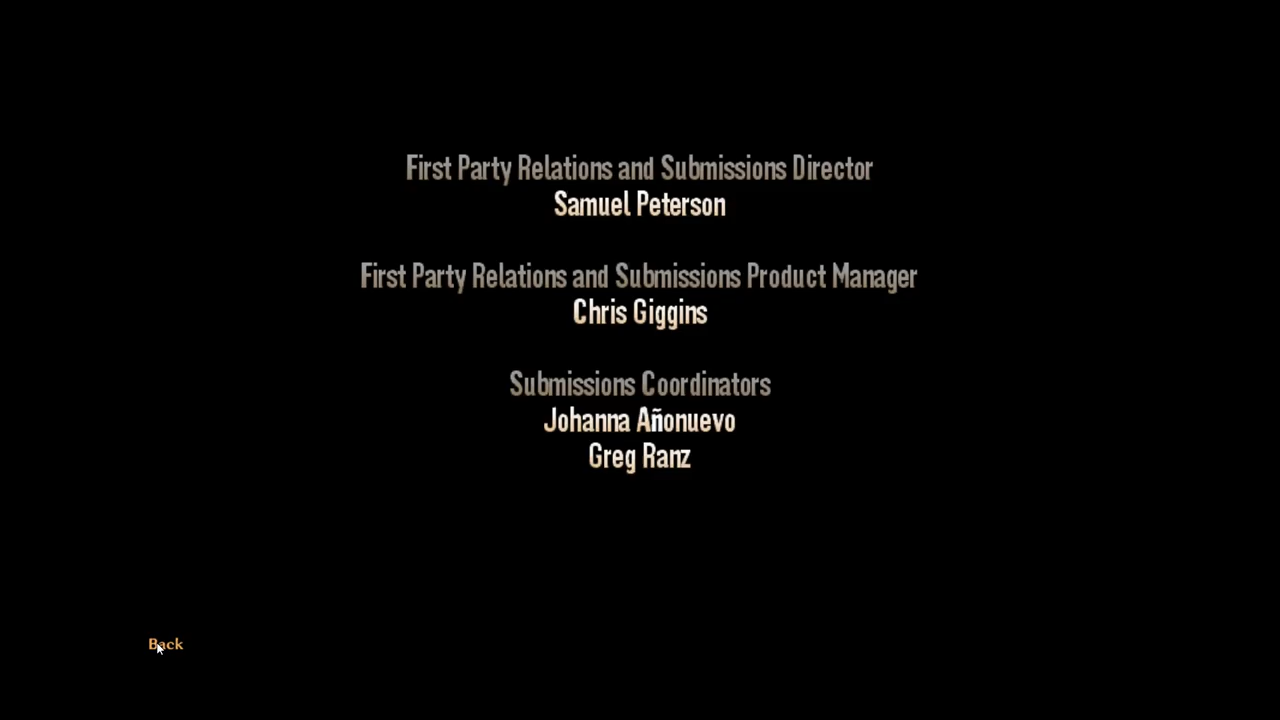 First Party Relations and Submissions Director
Samuel Peterson
First Party Relations and Submissions Product Manager
Chris Giggins
Submissions Coordinators
Johanna Añonuevo
Greg Ranz
Back